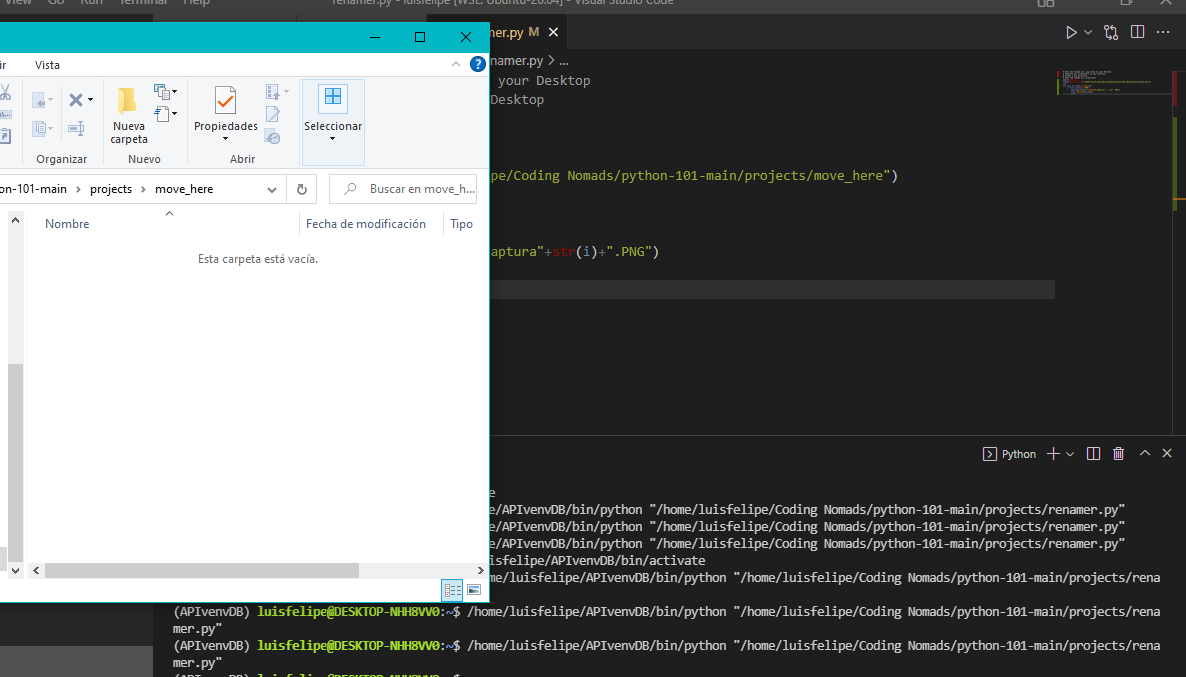 View Go Run Terminal Help
renamer.py - luisfelipe [WSL: Ubuntu-20.04] - Visual Studio Code
mer.py M
ir Vista
Nueva carpeta
Propiedades
Seleccionar
Organizar Nuevo Abrir
on-101-main > projects > move_here
Buscar en move_h...
Nombre Fecha de modificación Tipo
Esta carpeta está vacía.
enamer.py > ...
your Desktop
Desktop
pe/Coding Nomads/python-101-main/projects/move_here")
aptura"+str(i)+".PNG")
Python
e
e/APIvenvDB/bin/python "/home/luisfelipe/Coding Nomads/python-101-main/projects/renamer.py"
e/APIvenvDB/bin/python "/home/luisfelipe/Coding Nomads/python-101-main/projects/renamer.py"
e/APIvenvDB/bin/python "/home/luisfelipe/Coding Nomads/python-101-main/projects/renamer.py"
isfelipe/APIvenvDB/bin/activate
me/luisfelipe/APIvenvDB/bin/python "/home/luisfelipe/Coding Nomads/python-101-main/projects/rena
(APIvenvDB) luisfelipe@DESKTOP-NHH8VV0:~$ /home/luisfelipe/APIvenvDB/bin/python "/home/luisfelipe/Coding Nomads/python-101-main/projects/rena
mer.py"
(APIvenvDB) luisfelipe@DESKTOP-NHH8VV0:~$ /home/luisfelipe/APIvenvDB/bin/python "/home/luisfelipe/Coding Nomads/python-101-main/projects/rena
mer.py"
(APIvenvDB) luisfelipe@DESKTOP-NHH8VV0:~$